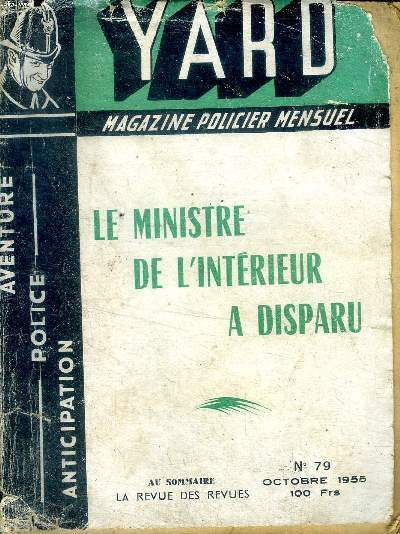 YARD
MAGAZINE POLICIER MENSUEL
AVENTURE
POLICE
ANTICIPATION
LE MINISTRE
DE L'INTÉRIEUR
A DISPARU
AU SOMMAIRE
LA REVUE DES REVUES
N° 79
OCTOBRE 1955
100 Frs